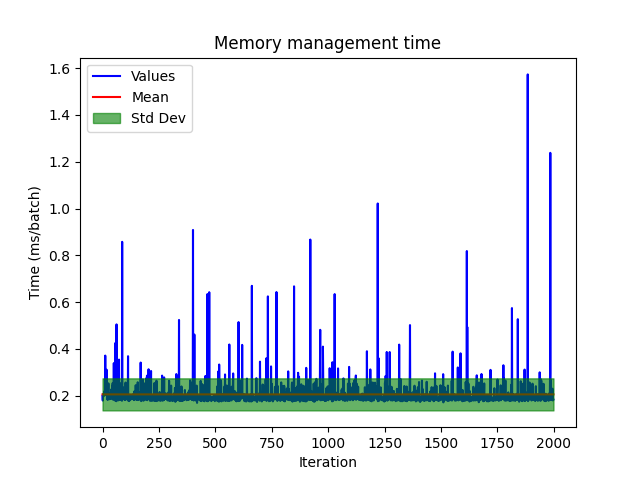 Memory management time
Values
Mean
Std Dev
1.6
1.4
1.2
1.0
0.8
0.6
0.4
0.2
Time (ms/batch)
0 250 500 750 1000 1250 1500 1750 2000
Iteration